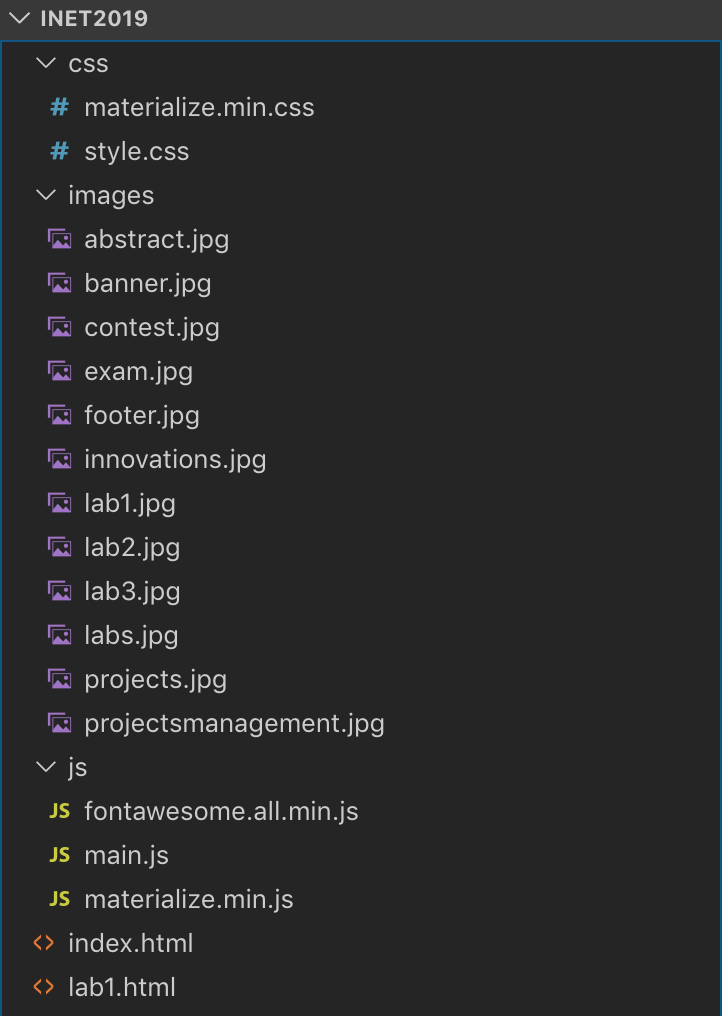 INET2019
css
# materialize.min.css
# style.css
images
abstract.jpg
banner.jpg
contest.jpg
exam.jpg
footer.jpg
innovations.jpg
lab1.jpg
lab2.jpg
lab3.jpg
labs.jpg
projects.jpg
projectsmanagement.jpg
js
JS fontawesome.all.min.js
JS main.js
JS materialize.min.js
<> index.html
<> lab1.html